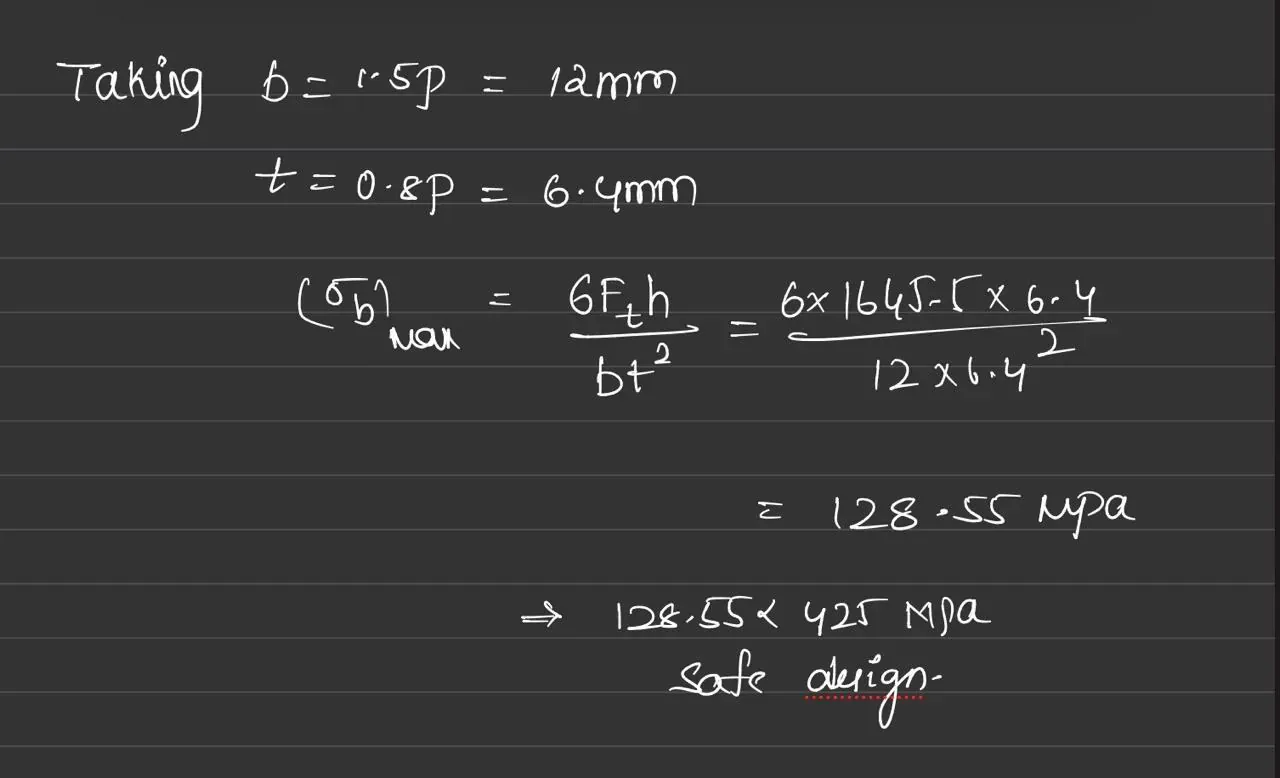 Taking b = 1.5p = 12mm
t = 0.8p = 6.4mm
(σb)max = 6Fth / bt² = 6×1645.5×6.4 / 12×6.4²
= 128.55 Mpa
⇒ 128.55 < 425 Mpa
safe design.